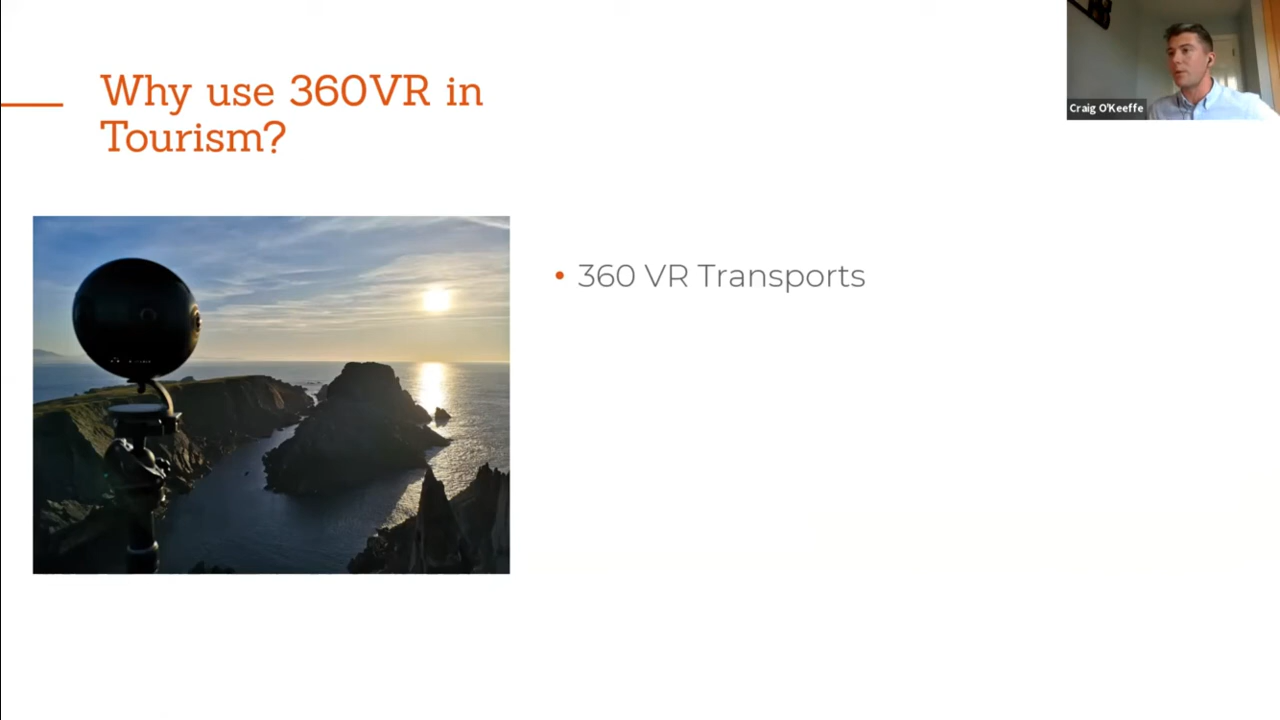 Why use 360VR in
Tourism?
Craig O'Keeffe
• 360 VR Transports